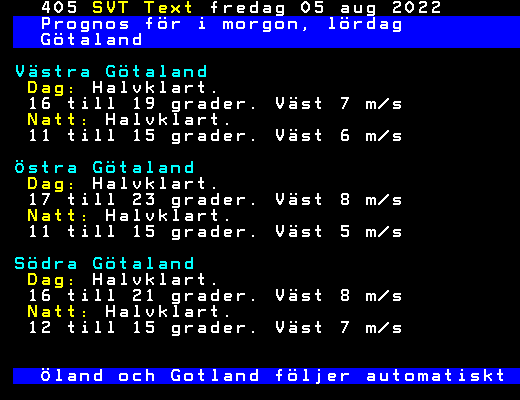 405 SVT Text fredag 05 aug 2022
Prognos för i morgon, lördag
Götaland
Västra Götaland
Dag: Halvklart.
16 till 19 grader. Väst 7 m/s
Natt: Halvklart.
11 till 15 grader. Väst 6 m/s
Östra Götaland
Dag: Halvklart.
17 till 23 grader. Väst 8 m/s
Natt: Halvklart.
11 till 15 grader. Väst 5 m/s
Södra Götaland
Dag: Halvklart.
16 till 21 grader. Väst 8 m/s
Natt: Halvklart.
12 till 15 grader. Väst 7 m/s
Öland och Gotland följer automatiskt